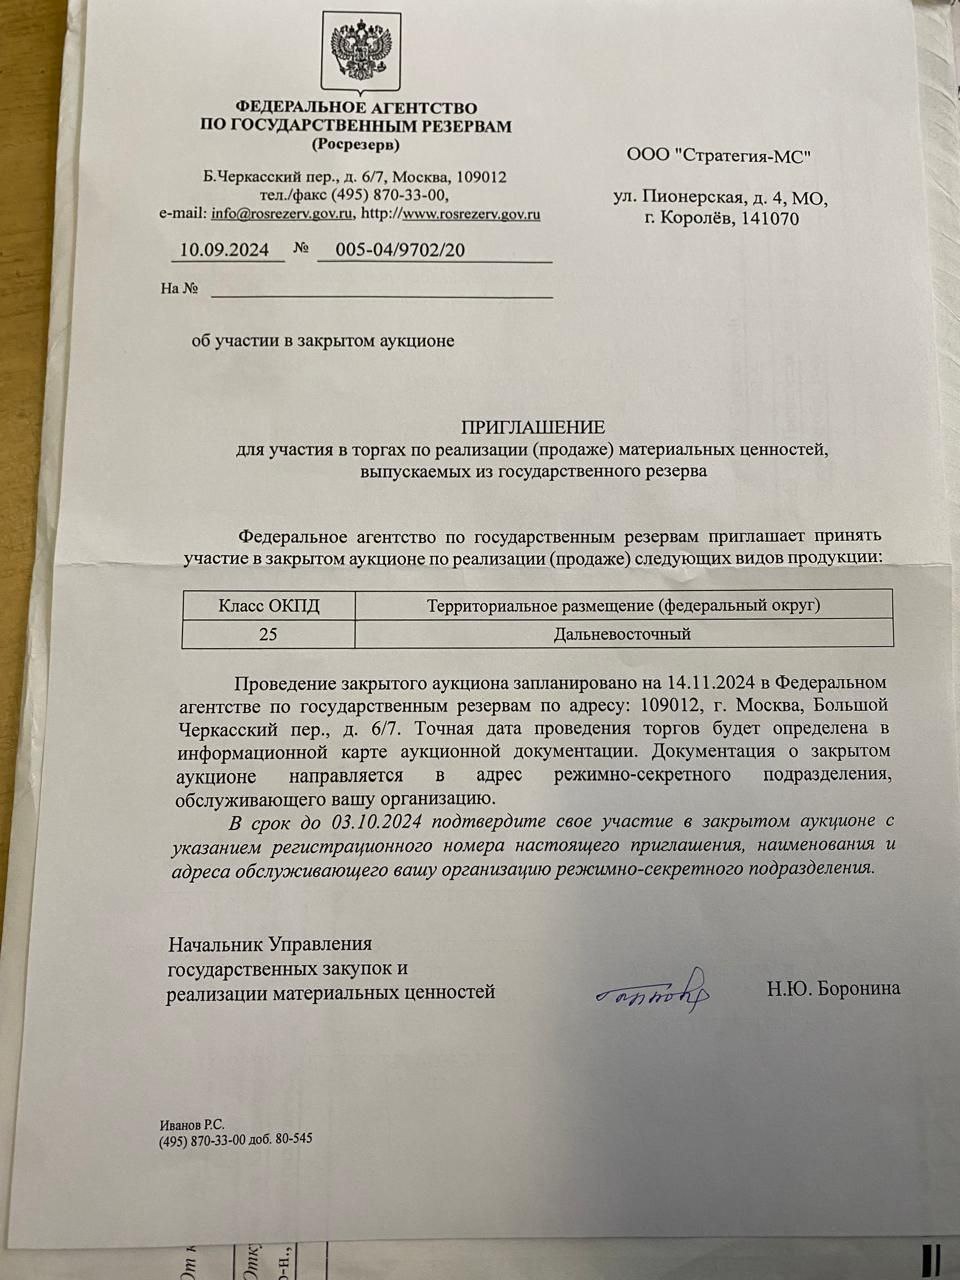 ФЕДЕРАЛЬНОЕ АГЕНТСТВО
ПО ГОСУДАРСТВЕННЫМ РЕЗЕРВАМ
(Росрезерв)
Б.Черкасский пер., д. 6/7, Москва, 109012
тел./факс (495) 870-33-00,
e-mail: info@rosrezerv.gov.ru, http://www.rosrezerv.gov.ru
10.09.2024 № 005-04/9702/20
На №
ООО "Стратегия-МС"
ул. Пионерская, д. 4, МО,
г. Королёв, 141070
об участии в закрытом аукционе
ПРИГЛАШЕНИЕ
для участия в торгах по реализации (продаже) материальных ценностей,
выпускаемых из государственного резерва
Федеральное агентство по государственным резервам приглашает принять
участие в закрытом аукционе по реализации (продаже) следующих видов продукции:
Класс ОКПД Территориальное размещение (федеральный округ)
25 Дальневосточный
Проведение закрытого аукциона запланировано на 14.11.2024 в Федеральном
агентстве по государственным резервам по адресу: 109012, г. Москва, Большой
Черкасский пер., д. 6/7. Точная дата проведения торгов будет определена в
информационной карте аукционной документации. Документация о закрытом
аукционе направляется в адрес режимно-секретного подразделения,
обслуживающего вашу организацию.
В срок до 03.10.2024 подтвердите свое участие в закрытом аукционе с
указанием регистрационного номера настоящего приглашения, наименования и
адреса обслуживающего вашу организацию режимно-секретного подразделения.
Начальник Управления
государственных закупок и
реализации материальных ценностей
Н.Ю. Боронина
Иванов Р.С.
(495) 870-33-00 доб. 80-545